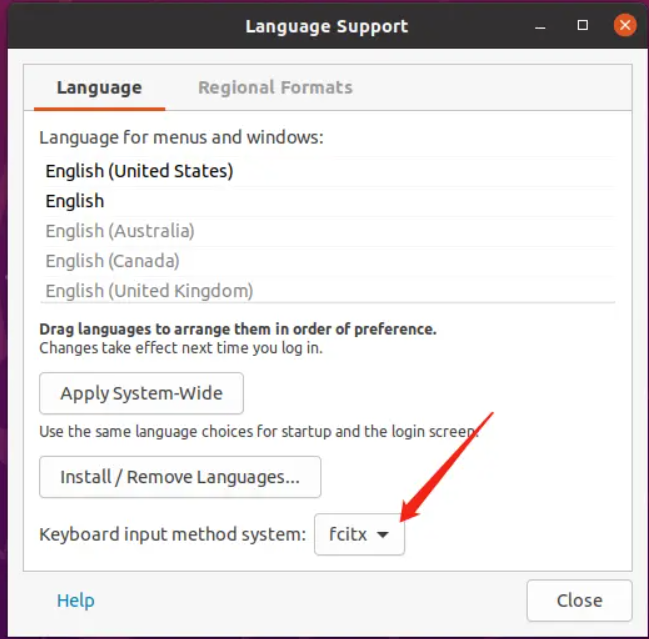 Language Support
Language
Regional Formats
Language for menus and windows:
English (United States)
English
English (Australia)
English (Canada)
English (United Kingdom)
Drag languages to arrange them in order of preference.
Changes take effect next time you log in.
Apply System-Wide
Use the same language choices for startup and the login screen.
Install / Remove Languages...
Keyboard input method system: fcitx
Help
Close